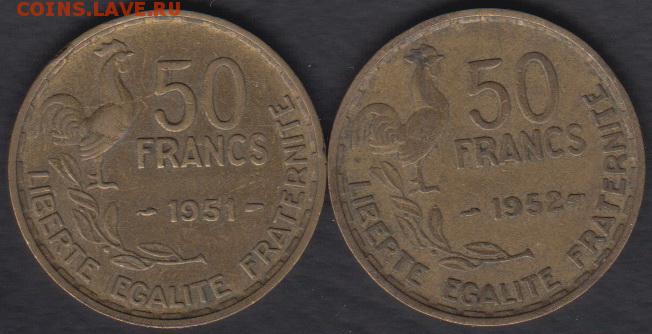 COINS.LAVE.RU
50
FRANCS
1951
LIBERTE EGALITE FRATERNITE
50
FRANCS
1952
LIBERTE EGALITE FRATERNITE